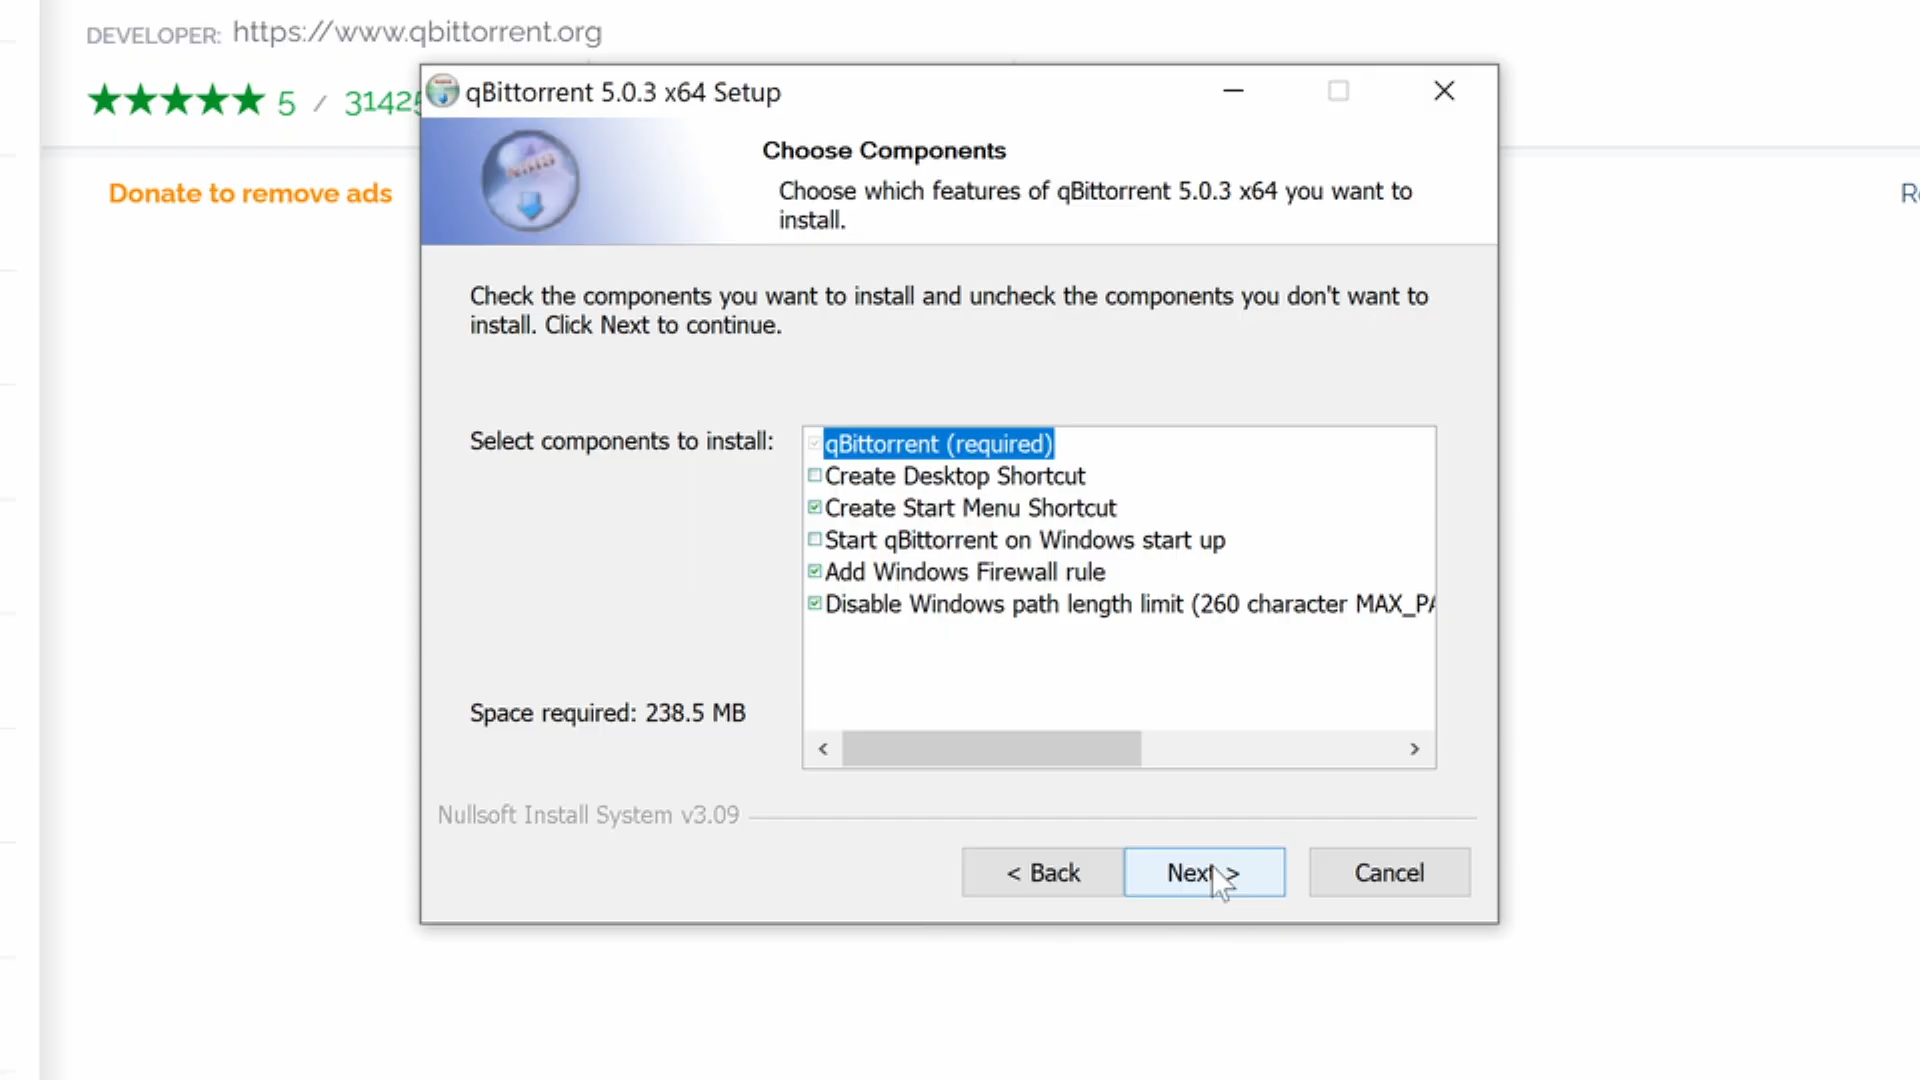 DEVELOPER: https://www.qbittorrent.org
★★★★★ 5 / 31425
Donate to remove ads
qBittorrent 5.0.3 x64 Setup
Choose Components
Choose which features of qBittorrent 5.0.3 x64 you want to
install.
Check the components you want to install and uncheck the components you don't want to
install. Click Next to continue.
Select components to install:
qBittorrent (required)
Create Desktop Shortcut
Create Start Menu Shortcut
Start qBittorrent on Windows start up
Add Windows Firewall rule
Disable Windows path length limit (260 character MAX_PA
Space required: 238.5 MB
Nullsoft Install System v3.09
< Back
Next >
Cancel